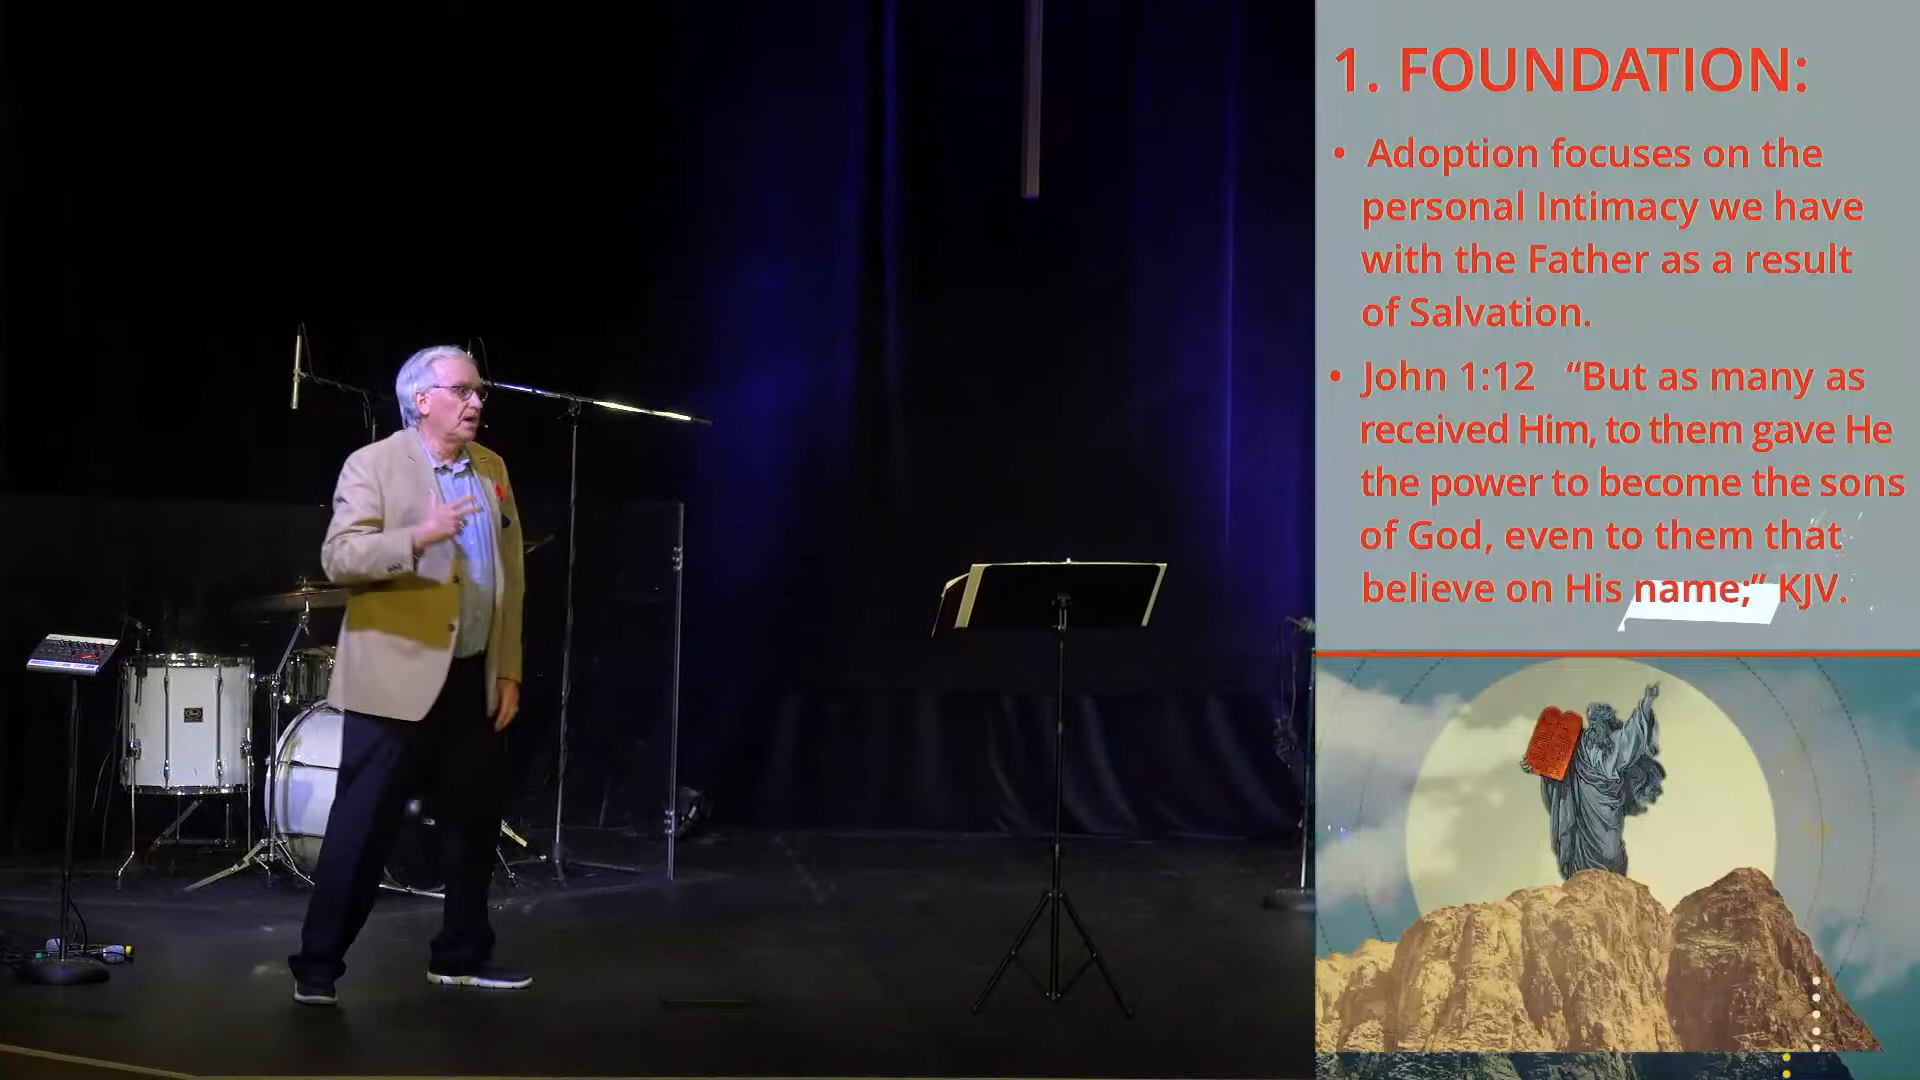 1. FOUNDATION:
• Adoption focuses on the
personal Intimacy we have
with the Father as a result
of Salvation.
• John 1:12 “But as many as
received Him, to them gave He
the power to become the sons
of God, even to them that
believe on His name;” KJV.